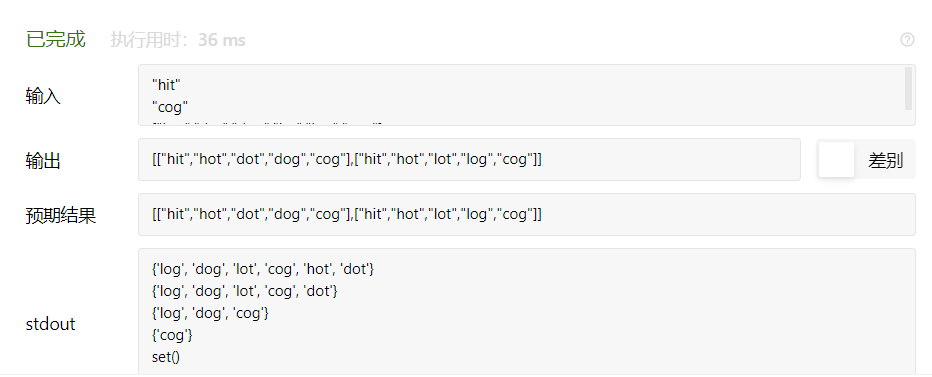 已完成 执行用时：36 ms
输入
"hit"
"cog"
输出
[["hit","hot","dot","dog","cog"],["hit","hot","lot","log","cog"]]
差别
预期结果
[["hit","hot","dot","dog","cog"],["hit","hot","lot","log","cog"]]
stdout
{'log', 'dog', 'lot', 'cog', 'hot', 'dot'}
{'log', 'dog', 'lot', 'cog', 'dot'}
{'log', 'dog', 'cog'}
{'cog'}
set()